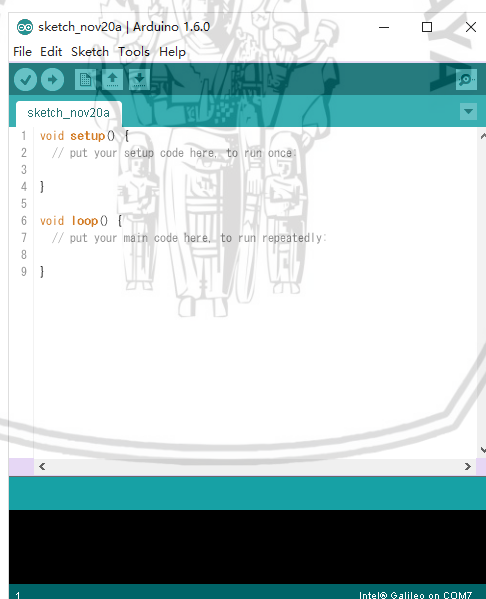 sketch_nov20a | Arduino 1.6.0
File Edit Sketch Tools Help
sketch_nov20a
1 void setup() {
2 // put your setup code here, to run once:
3
4 }
5
6 void loop() {
7 // put your main code here, to run repeatedly:
8
9 }
1 Intel® Galileo on COM7